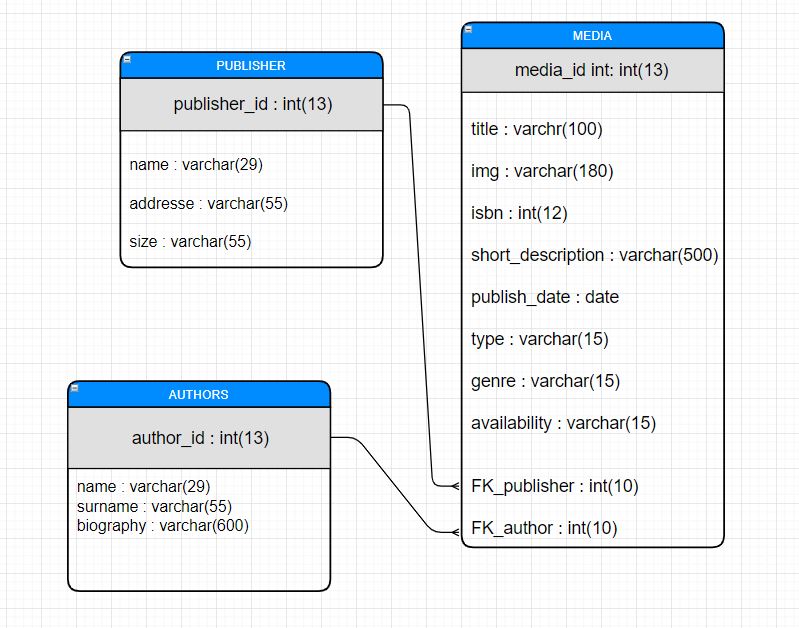 PUBLISHER
publisher_id : int(13)
name : varchar(29)
addresse : varchar(55)
size : varchar(55)
AUTHORS
author_id : int(13)
name : varchar(29)
surname : varchar(55)
biography : varchar(600)
MEDIA
media_id int: int(13)
title : varchr(100)
img : varchar(180)
isbn : int(12)
short_description : varchar(500)
publish_date : date
type : varchar(15)
genre : varchar(15)
availability : varchar(15)
FK_publisher : int(10)
FK_author : int(10)